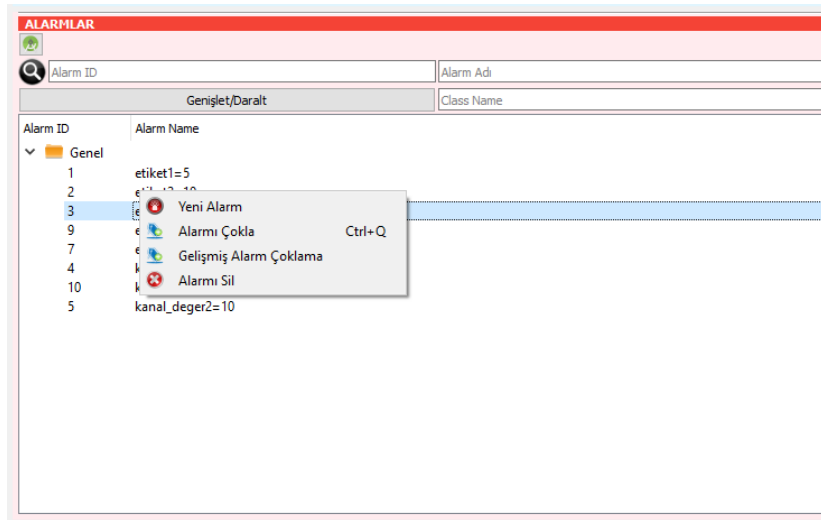 ALARMLAR
Alarm ID Alarm Adı
Genişlet/Daralt Class Name
Alarm ID Alarm Name
Genel
1 etiket1=5
2
3
9
7
4
10
5 kanal_deger2=10
Yeni Alarm
Alarmı Çokla Ctrl+Q
Gelişmiş Alarm Çoklama
Alarmı Sil